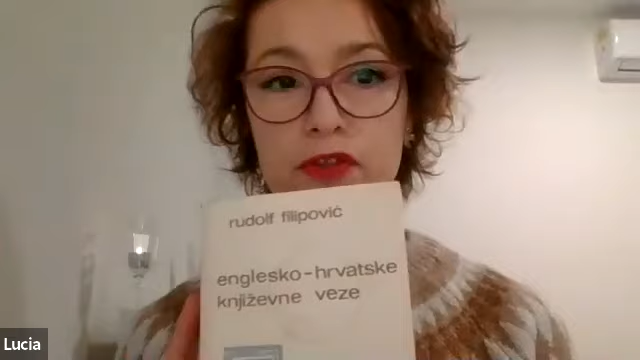 rudolf filipović
englesko-hrvatske
književne veze
Lucia